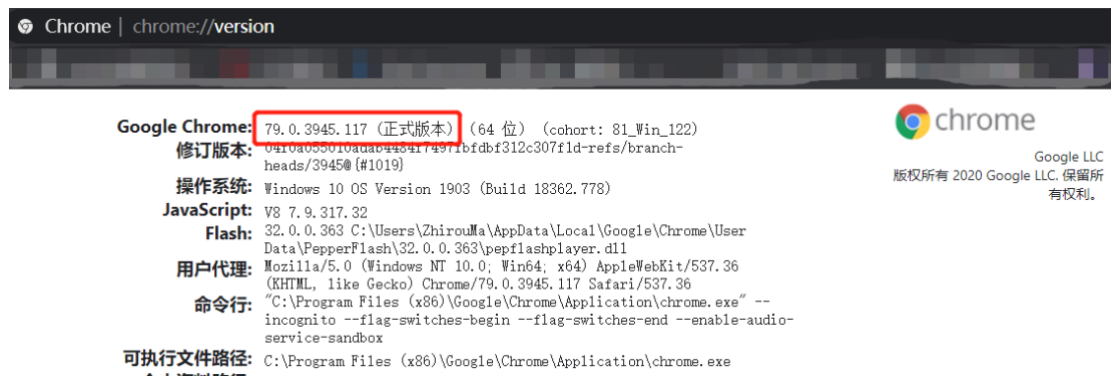 Chrome | chrome://version
chrome
Google Chrome: 79.0.3945.117 (正式版本) (64 位) (cohort: 81_Win_122)
修订版本: 04f0a055010adab4484f7497fbfdbf312c307f1d-refs/branch-
heads/3945@{#1019}
Google LLC
版权所有 2020 Google LLC. 保留所
有权利。
操作系统: Windows 10 OS Version 1903 (Build 18362.778)
JavaScript: V8 7.9.317.32
Flash: 32.0.0.363 C:\Users\ZhirouMa\AppData\Local\Google\Chrome\User
Data\PepperFlash\32.0.0.363\pepflashplayer.dll
用户代理: Mozilla/5.0 (Windows NT 10.0; Win64; x64) AppleWebKit/537.36
(KHTML, like Gecko) Chrome/79.0.3945.117 Safari/537.36
命令行: "C:\Program Files (x86)\Google\Chrome\Application\chrome.exe" --
incognito --flag-switches-begin --flag-switches-end --enable-audio-
service-sandbox
可执行文件路径: C:\Program Files (x86)\Google\Chrome\Application\chrome.exe